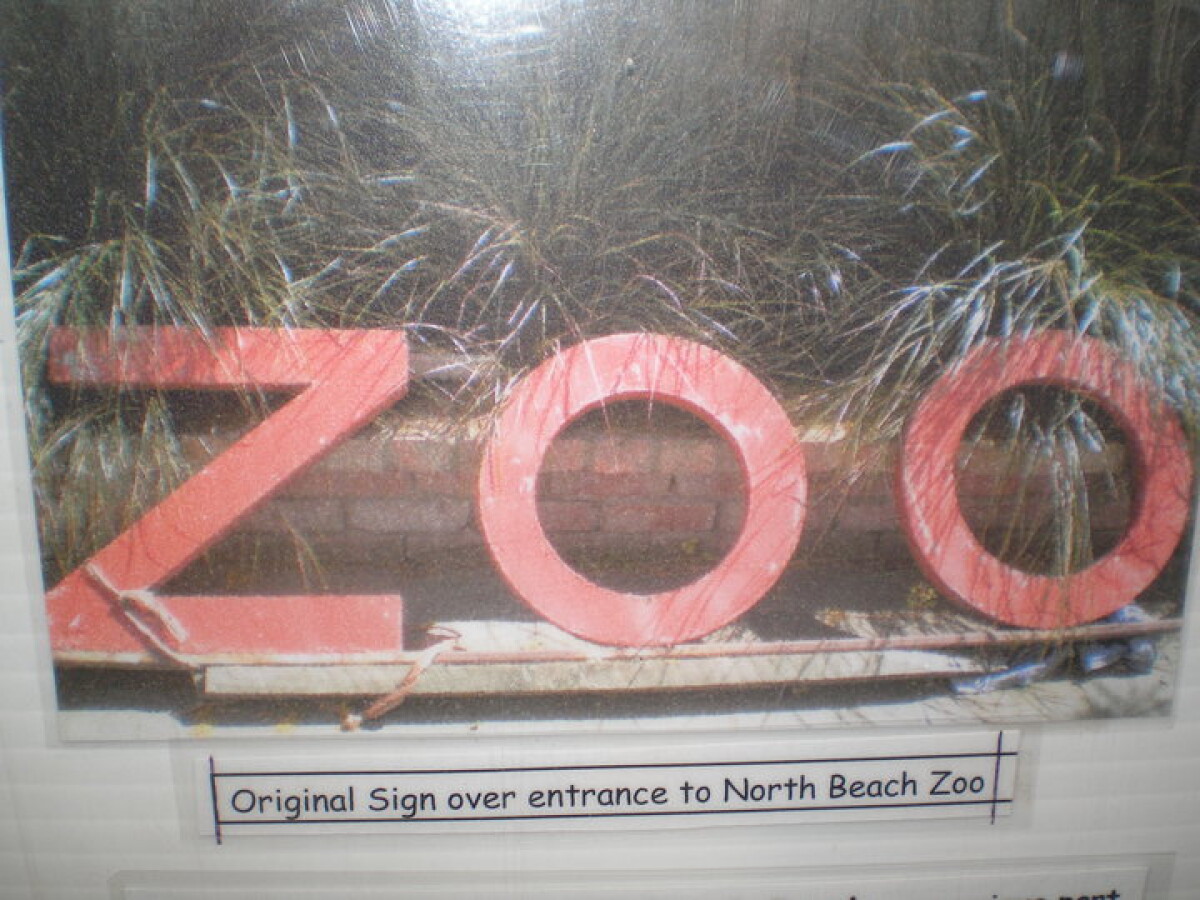 ZOO
Original Sign over entrance to North Beach Zoo